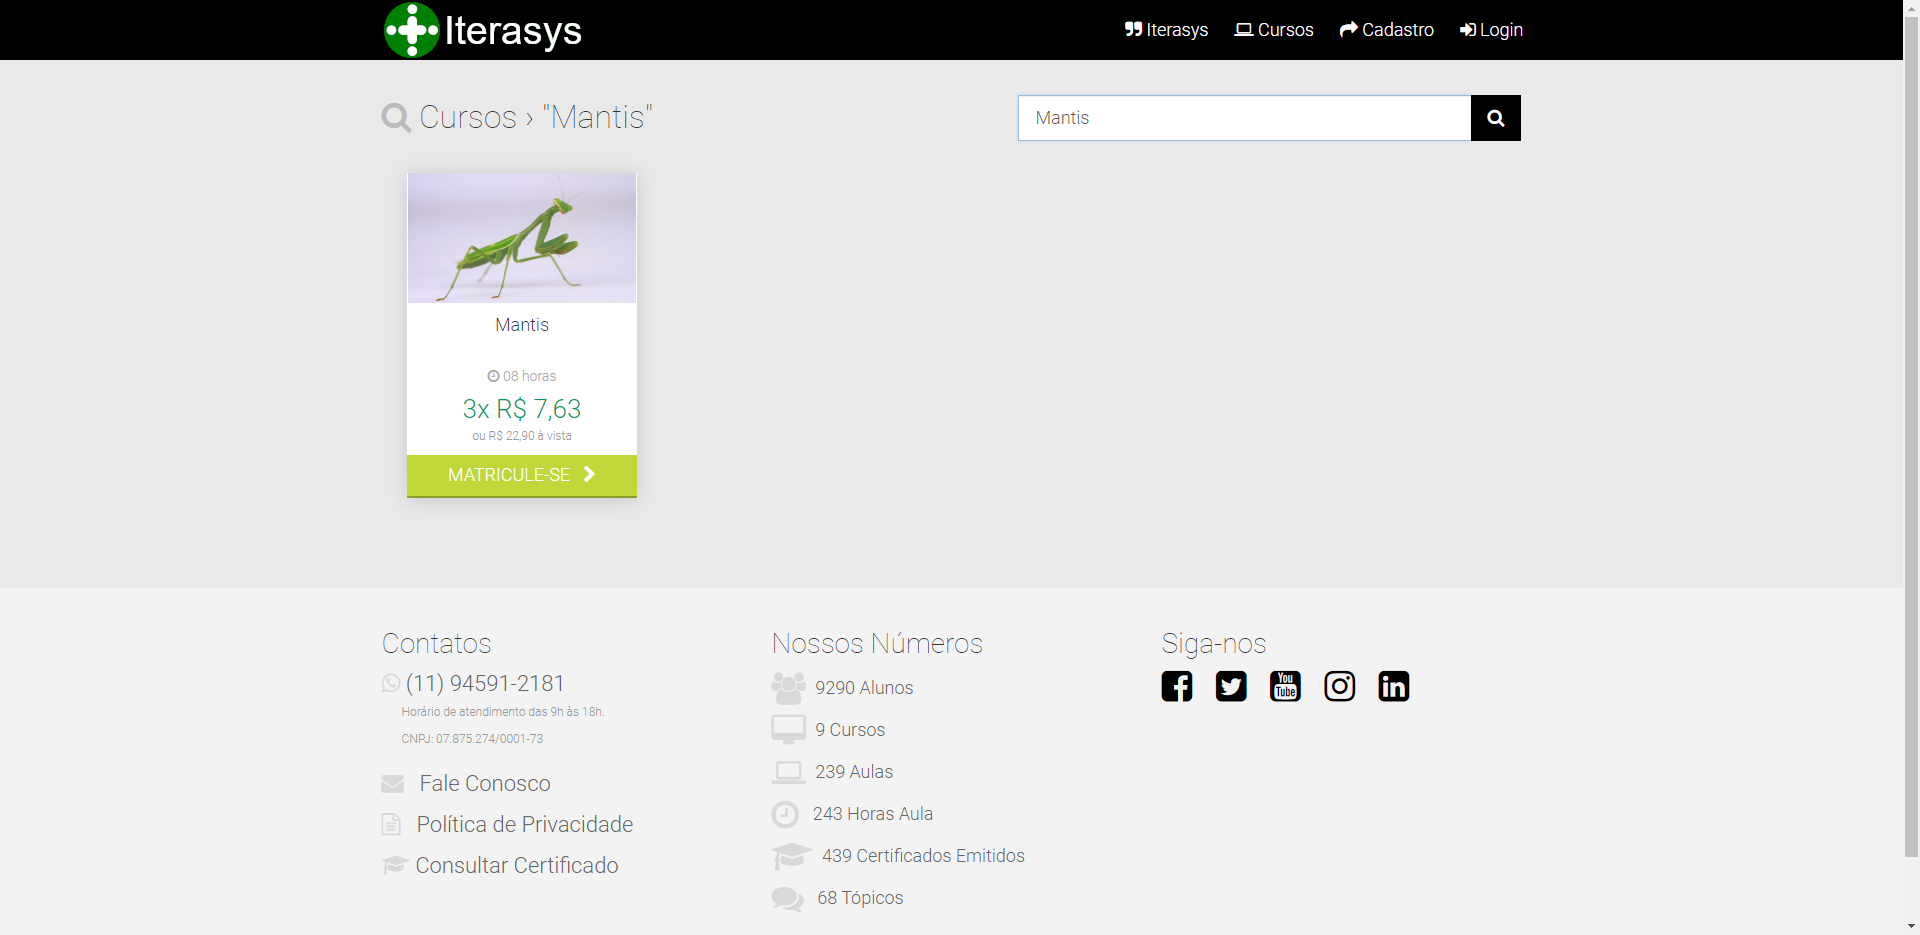 Iterasys
Iterasys
Cursos
Cadastro
Login
Cursos › "Mantis"
Mantis
Mantis
08 horas
3x R$ 7,63
ou R$ 22,90 à vista
MATRICULE-SE
Contatos
(11) 94591-2181
Horário de atendimento das 9h às 18h.
CNPJ: 07.875.274/0001-73
Fale Conosco
Política de Privacidade
Consultar Certificado
Nossos Números
9290 Alunos
9 Cursos
239 Aulas
243 Horas Aula
439 Certificados Emitidos
68 Tópicos
Siga-nos
You
Tube
in